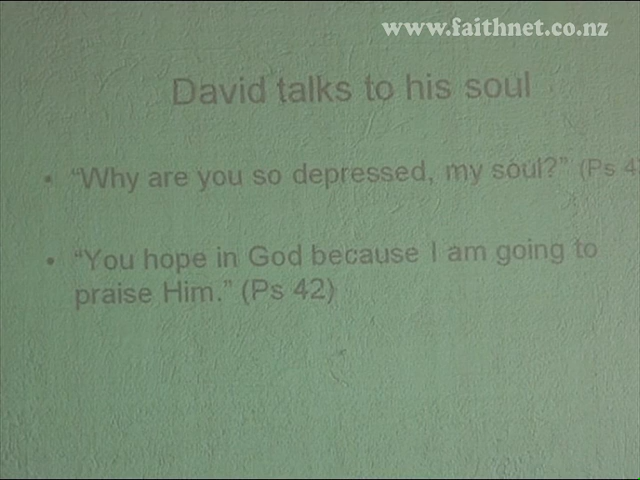 www.faithnet.co.nz
David talks to his soul
• “Why are you so depressed, my soul?” (Ps
• “You hope in God because I am going to
praise Him.” (Ps 42)